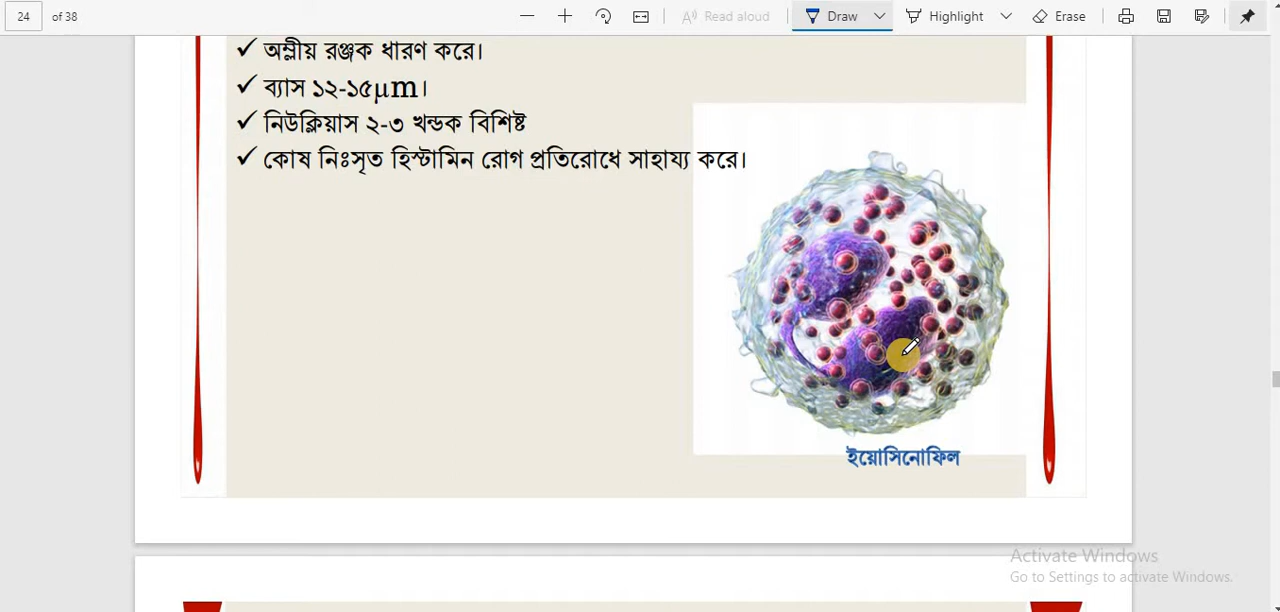 24 of 38 Read aloud Draw Highlight Erase
✓ অম্লীয় রঞ্জক ধারণ করে।
✓ ব্যাস ১২-১৫μm।
✓ নিউক্লিয়াস ২-৩ খন্ডক বিশিষ্ট
✓ কোষ নিঃসৃত হিস্টামিন রোগ প্রতিরোধে সাহায্য করে।
ইয়োসিনোফিল
Activate Windows
Go to Settings to activate Windows.